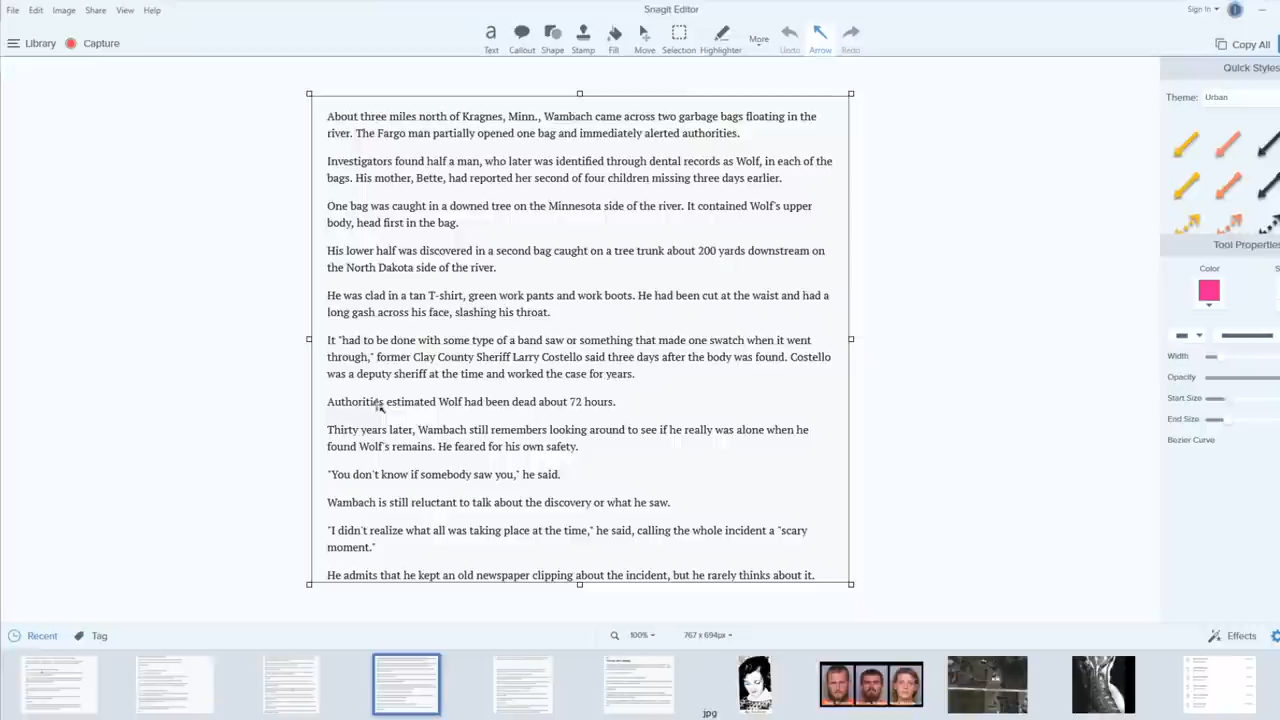 Snagit Editor
File Edit Image Share View Help
Sign In
Library Capture
Text Callout Shape Stamp Fill Move Selection Highlighter More Undo Arrow Redo
Copy All
Quick Styles
Theme: Urban
About three miles north of Kragnes, Minn., Wambach came across two garbage bags floating in the
river. The Fargo man partially opened one bag and immediately alerted authorities.
Investigators found half a man, who later was identified through dental records as Wolf, in each of the
bags. His mother, Bette, had reported her second of four children missing three days earlier.
One bag was caught in a downed tree on the Minnesota side of the river. It contained Wolf's upper
body, head first in the bag.
His lower half was discovered in a second bag caught on a tree trunk about 200 yards downstream on
the North Dakota side of the river.
He was clad in a tan T-shirt, green work pants and work boots. He had been cut at the waist and had a
long gash across his face, slashing his throat.
It "had to be done with some type of a band saw or something that made one swatch when it went
through," former Clay County Sheriff Larry Costello said three days after the body was found. Costello
was a deputy sheriff at the time and worked the case for years.
Authorities estimated Wolf had been dead about 72 hours.
Thirty years later, Wambach still remembers looking around to see if he really was alone when he
found Wolf's remains. He feared for his own safety.
"You don't know if somebody saw you," he said.
Wambach is still reluctant to talk about the discovery or what he saw.
"I didn't realize what all was taking place at the time," he said, calling the whole incident a "scary
moment."
He admits that he kept an old newspaper clipping about the incident, but he rarely thinks about it.
Tool Properties
Color
Width
Opacity
Start Size
End Size
Bezier Curve
Recent Tag
100%
767 x 694px
Effects
jpg